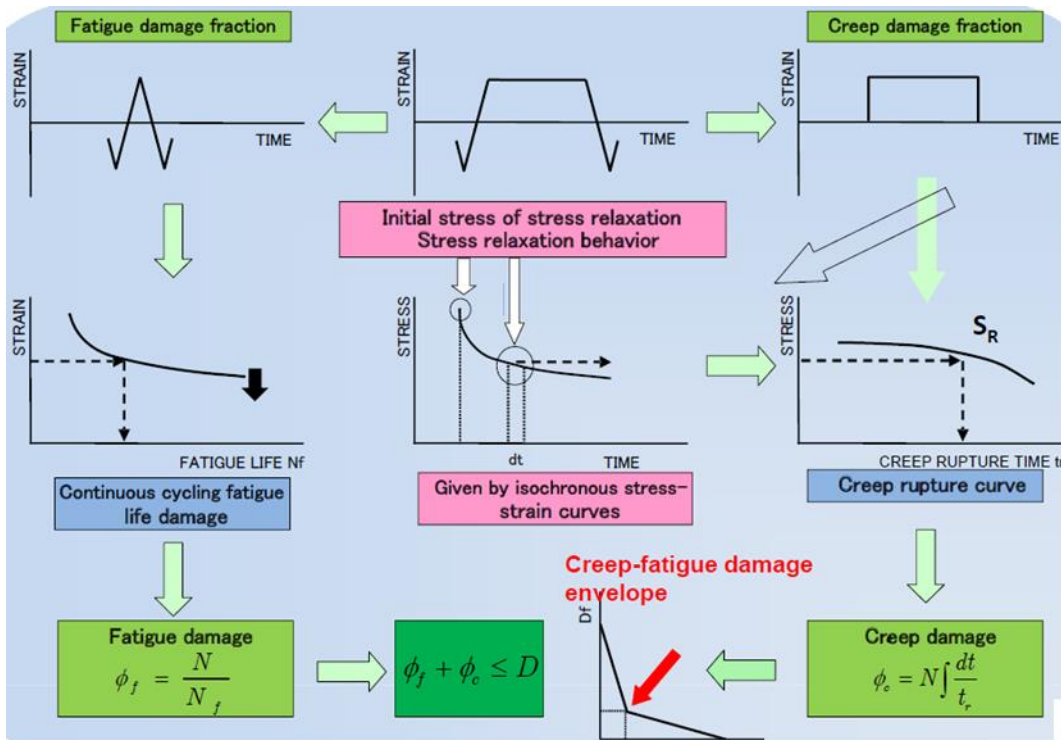 Fatigue damage fraction
Creep damage fraction
STRAIN
TIME
STRAIN
TIME
STRAIN
TIME
Initial stress of stress relaxation
Stress relaxation behavior
STRAIN
FATIGUE LIFE Nf
STRESS
dt
TIME
STRESS
S_R
CREEP RUPTURE TIME tr
Continuous cycling fatigue
life damage
Given by isochronous stress-
strain curves
Creep rupture curve
Creep-fatigue damage
envelope
Df
Fatigue damage
ϕ_f = N / N_f
ϕ_f + ϕ_c ≤ D
Creep damage
ϕ_c = N ∫ dt / t_r